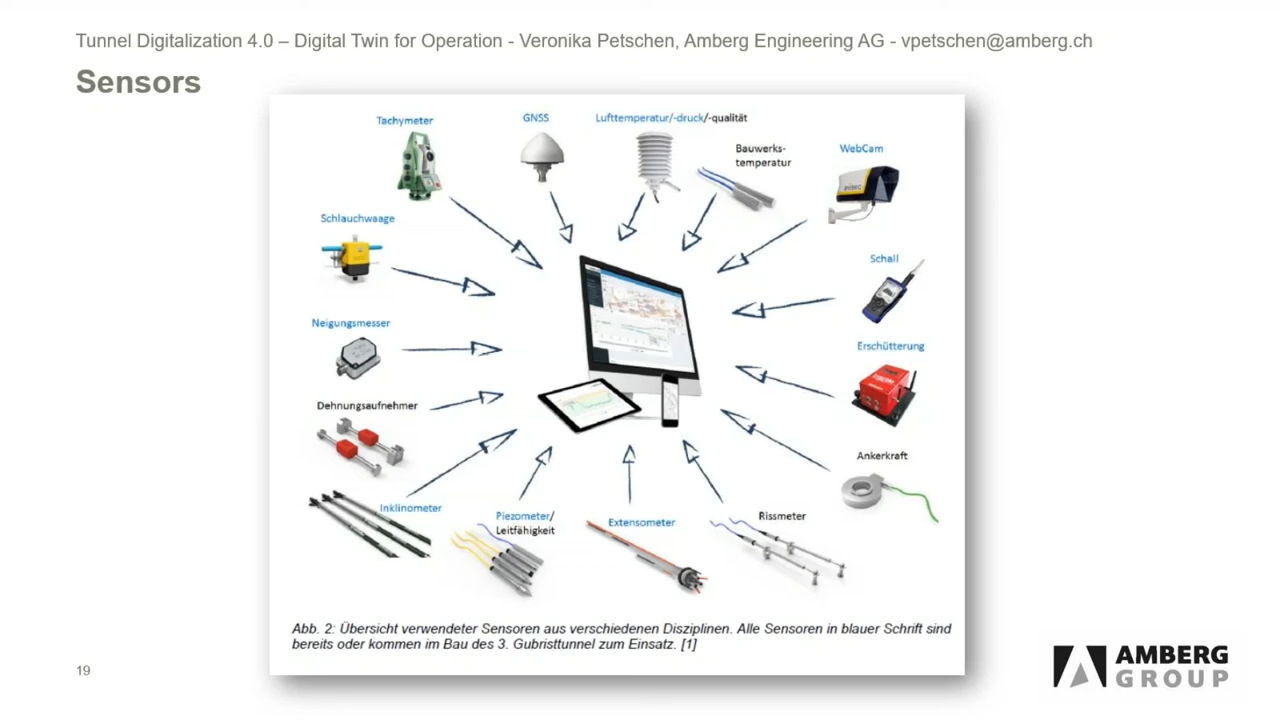 Tunnel Digitalization 4.0 – Digital Twin for Operation - Veronika Petschen, Amberg Engineering AG - vpetschen@amberg.ch
Sensors
Tachymeter
GNSS
Lufttemperatur/-druck/-qualität
Bauwerks-
temperatur
WebCam
Schlauchwaage
Schall
Neigungsmesser
Erschütterung
Dehnungsaufnehmer
Ankerkraft
Inklinometer
Piezometer/
Leitfähigkeit
Extensometer
Rissmeter
Abb. 2: Übersicht verwendeter Sensoren aus verschiedenen Disziplinen. Alle Sensoren in blauer Schrift sind
bereits oder kommen im Bau des 3. Gubristtunnel zum Einsatz. [1]
19
AMBERG
GROUP